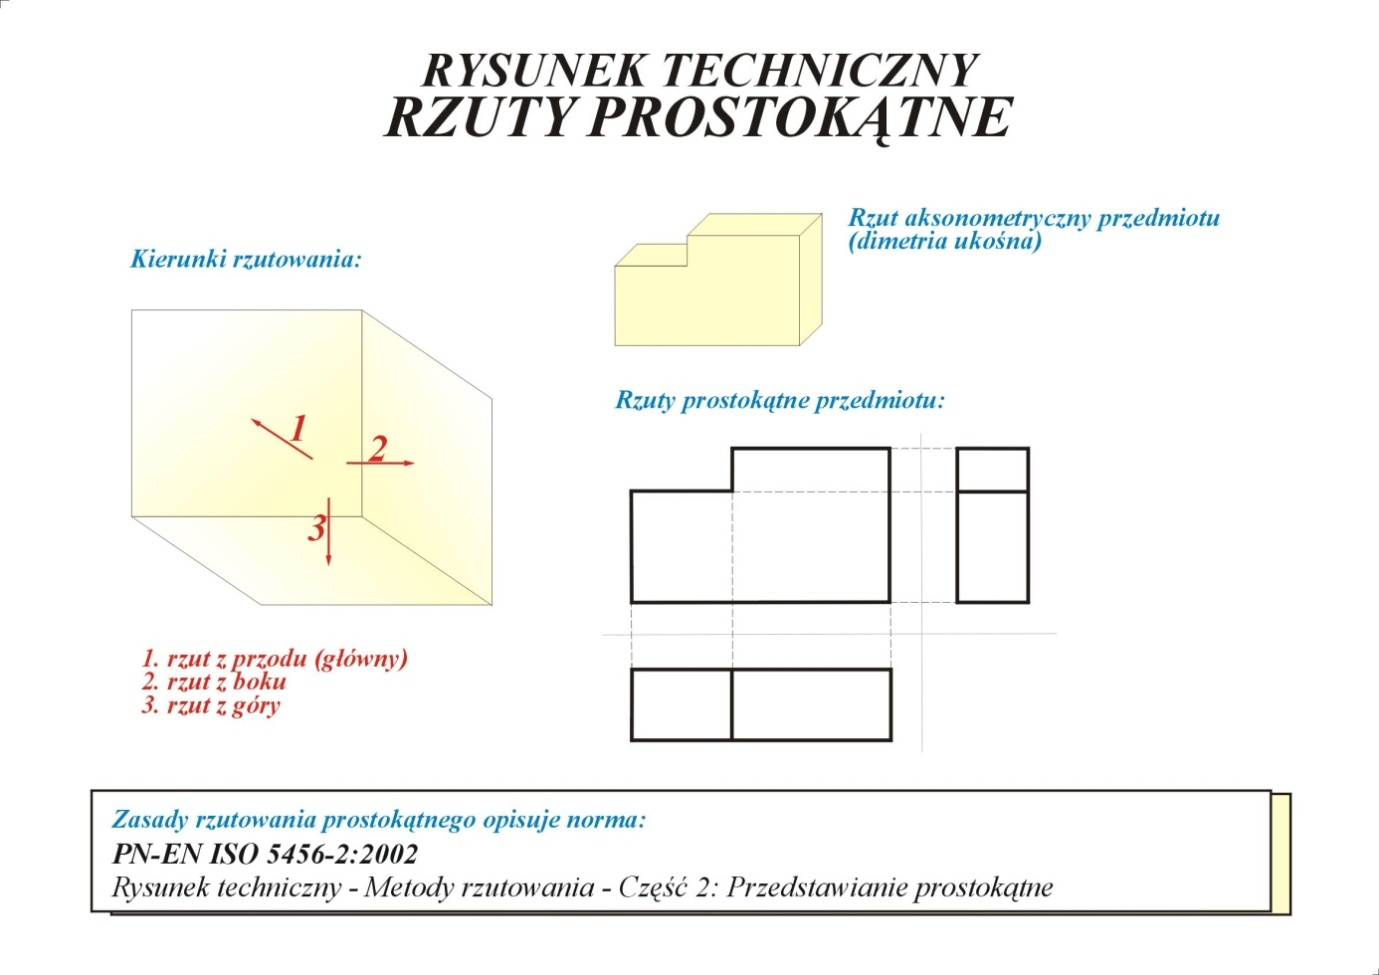 RYSUNEK TECHNICZNY
RZUTY PROSTOKĄTNE
Kierunki rzutowania:
1
2
3
1. rzut z przodu (główny)
2. rzut z boku
3. rzut z góry
Rzut aksonometryczny przedmiotu
(dimetria ukośna)
Rzuty prostokątne przedmiotu:
Zasady rzutowania prostokątnego opisuje norma:
PN-EN ISO 5456-2:2002
Rysunek techniczny - Metody rzutowania - Część 2: Przedstawianie prostokątne